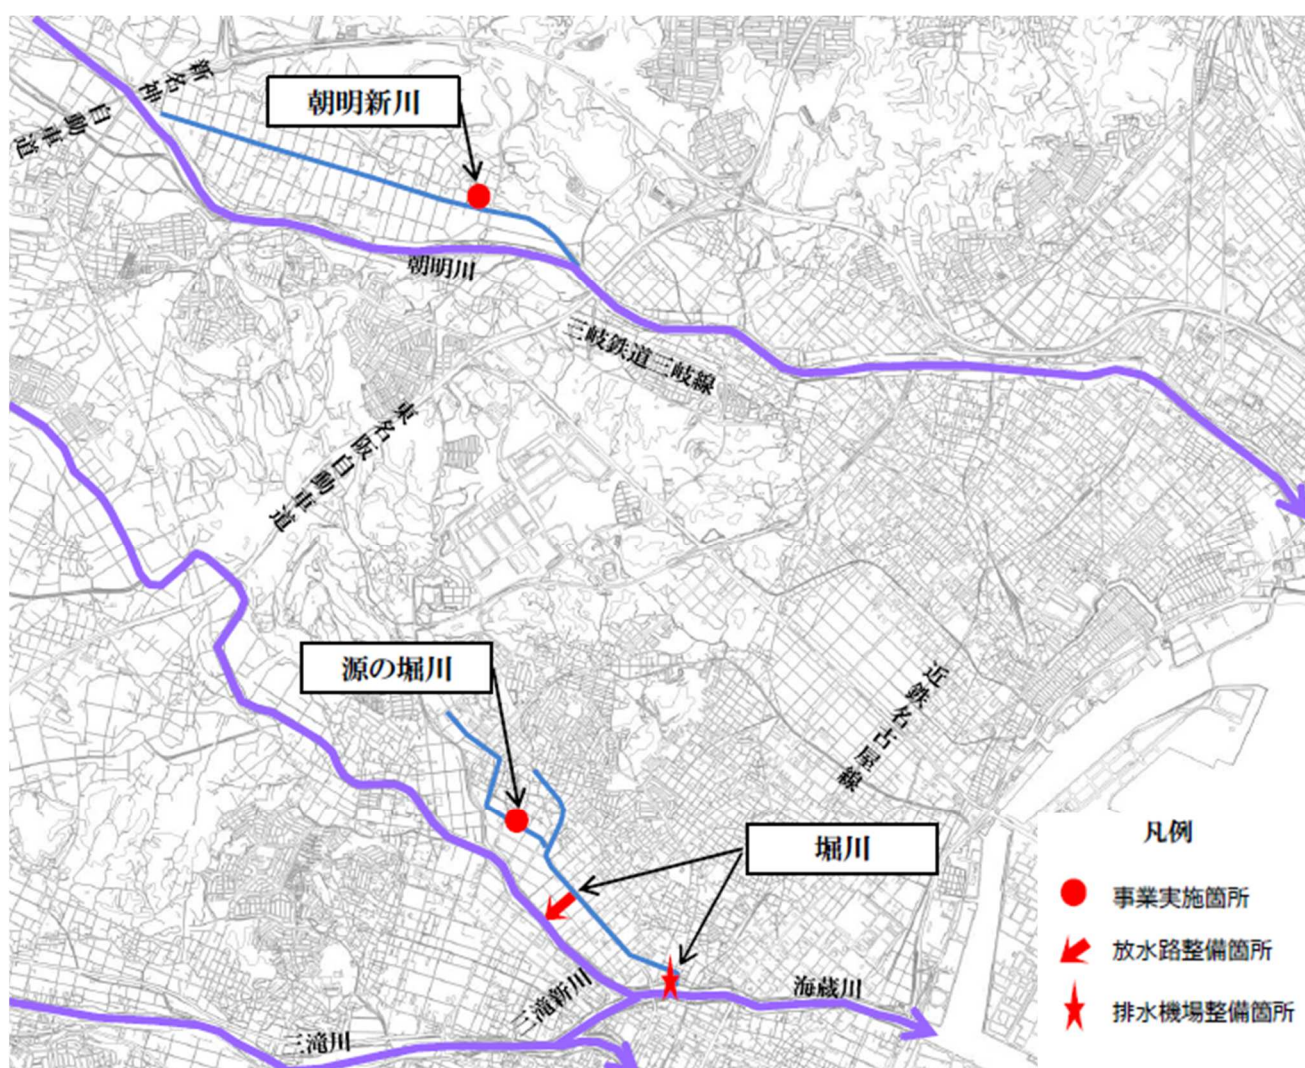 新名神自動車道
朝明新川
朝明川
三岐鉄道三岐線
東名阪自動車道
源の堀川
近鉄名古屋線
堀川
三滝新川
海蔵川
三滝川
凡例
事業実施箇所
放水路整備箇所
排水機場整備箇所